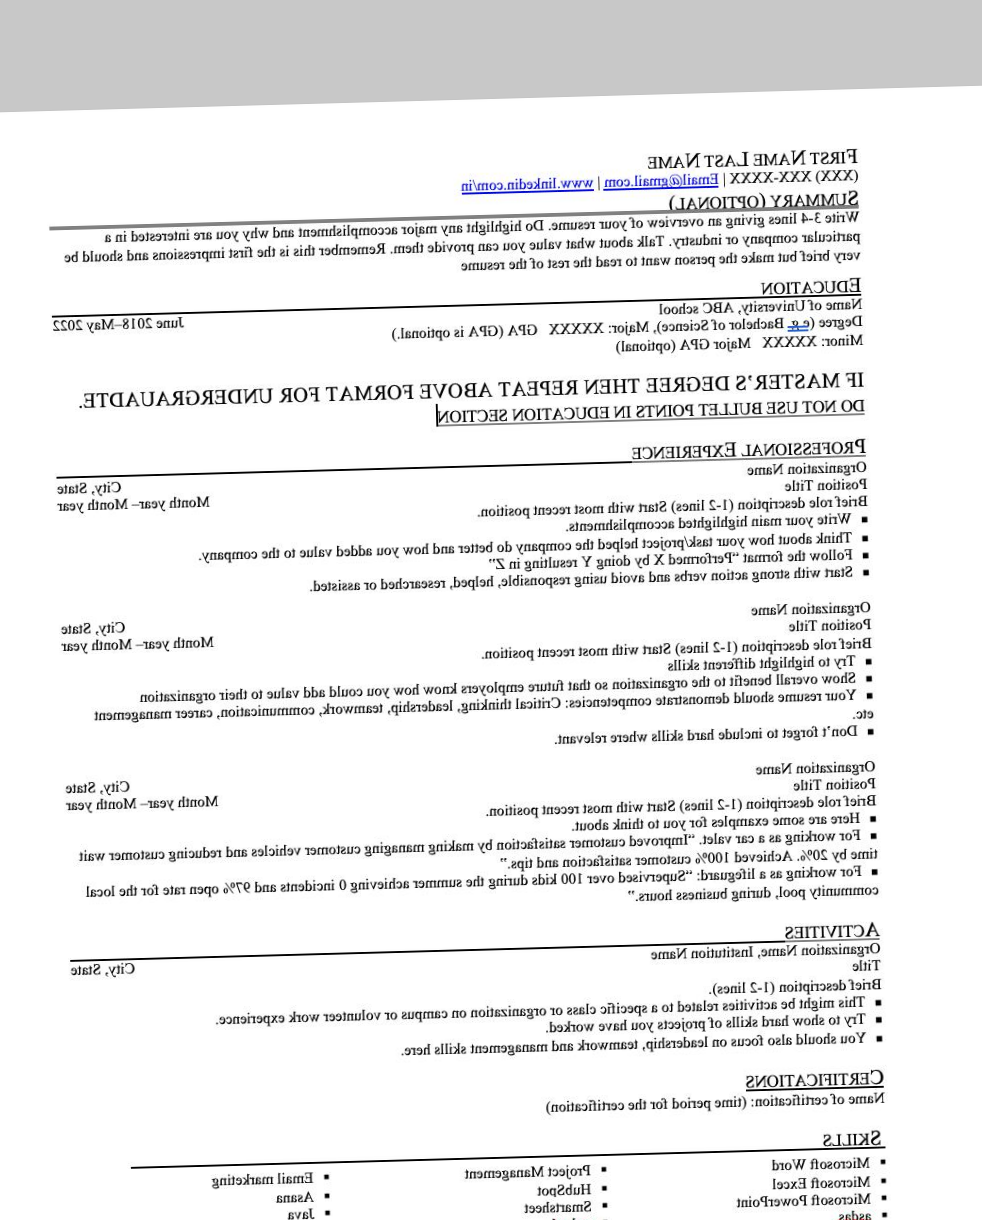 FIRST NAME LAST NAME
(XXX) XXX-XXXX | Email@gmail.com | www.linkedin.com/in/
SUMMARY (OPTIONAL)
Write 3-4 lines giving an overview of your resume. Do highlight any major accomplishment and why you are interested in a
particular company or industry. Talk about what value you can provide them. Remember this is the first impressions and should be
very brief but make the person want to read the rest of the resume
EDUCATION
Name of University, ABC school
Degree (e.g Bachelor of Science), Major: XXXXX GPA (GPA is optional.) June 2018–May 2022
Minor: XXXXX Major GPA (optional)
IF MASTER'S DEGREE THEN REPEAT ABOVE FORMAT FOR UNDERGRAUADTE.
DO NOT USE BULLET POINTS IN EDUCATION SECTION
PROFESSIONAL EXPERIENCE
Organization Name City, State
Position Title Month year– Month year
Brief role description (1-2 lines) Start with most recent position.
▪ Write your main highlighted accomplishments.
▪ Think about how your task/project helped the company do better and how you added value to the company.
▪ Follow the format “Performed X by doing Y resulting in Z”
▪ Start with strong action verbs and avoid using responsible, helped, researched or assisted.
Organization Name City, State
Position Title Month year– Month year
Brief role description (1-2 lines) Start with most recent position.
▪ Try to highlight different skills
▪ Show overall benefit to the organization so that future employers know how you could add value to their organization
▪ Your resume should demonstrate competencies: Critical thinking, leadership, teamwork, communication, career management
etc.
▪ Don’t forget to include hard skills where relevant.
Organization Name City, State
Position Title Month year– Month year
Brief role description (1-2 lines) Start with most recent position.
▪ Here are some examples for you to think about.
▪ For working as a car valet. “Improved customer satisfaction by making managing customer vehicles and reducing customer wait
time by 20%. Achieved 100% customer satisfaction and tips.”
▪ For working as a lifeguard: “Supervised over 100 kids during the summer achieving 0 incidents and 97% open rate for the local
community pool, during business hours.”
ACTIVITIES
Organization Name, Institution Name City, State
Title
Brief description (1-2 lines).
▪ This might be activities related to a specific class or organization on campus or volunteer work experience.
▪ Try to show hard skills of projects you have worked.
▪ You should also focus on leadership, teamwork and management skills here.
CERTIFICATIONS
Name of certification: (time period for the certification)
SKILLS
▪ Microsoft Word ▪ Project Management ▪ Email marketing
▪ Microsoft Excel ▪ HubSpot ▪ Asana
▪ Microsoft PowerPoint ▪ Smartsheet ▪ Java
▪ asdas